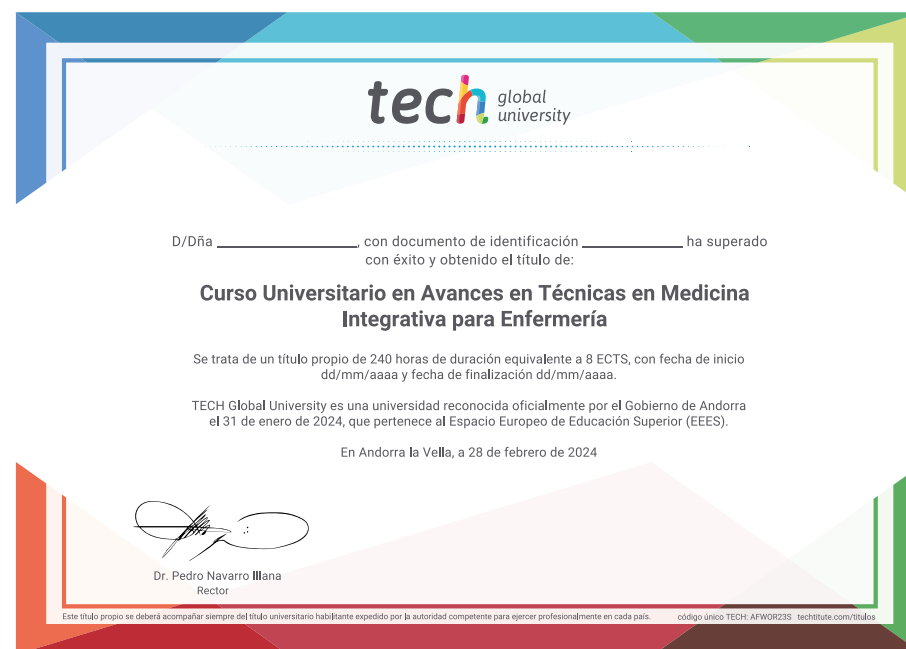 tech global university
D/Dña ____________________, con documento de identificación ______________ ha superado
con éxito y obtenido el título de:
Curso Universitario en Avances en Técnicas en Medicina
Integrativa para Enfermería
Se trata de un título propio de 240 horas de duración equivalente a 8 ECTS, con fecha de inicio
dd/mm/aaaa y fecha de finalización dd/mm/aaaa.
TECH Global University es una universidad reconocida oficialmente por el Gobierno de Andorra
el 31 de enero de 2024, que pertenece al Espacio Europeo de Educación Superior (EEES).
En Andorra la Vella, a 28 de febrero de 2024
Dr. Pedro Navarro Illana
Rector
Este título propio se deberá acompañar siempre del título universitario habilitante expedido por la autoridad competente para ejercer profesionalmente en cada país. código único TECH: AFWOR23S techtitute.com/titulos